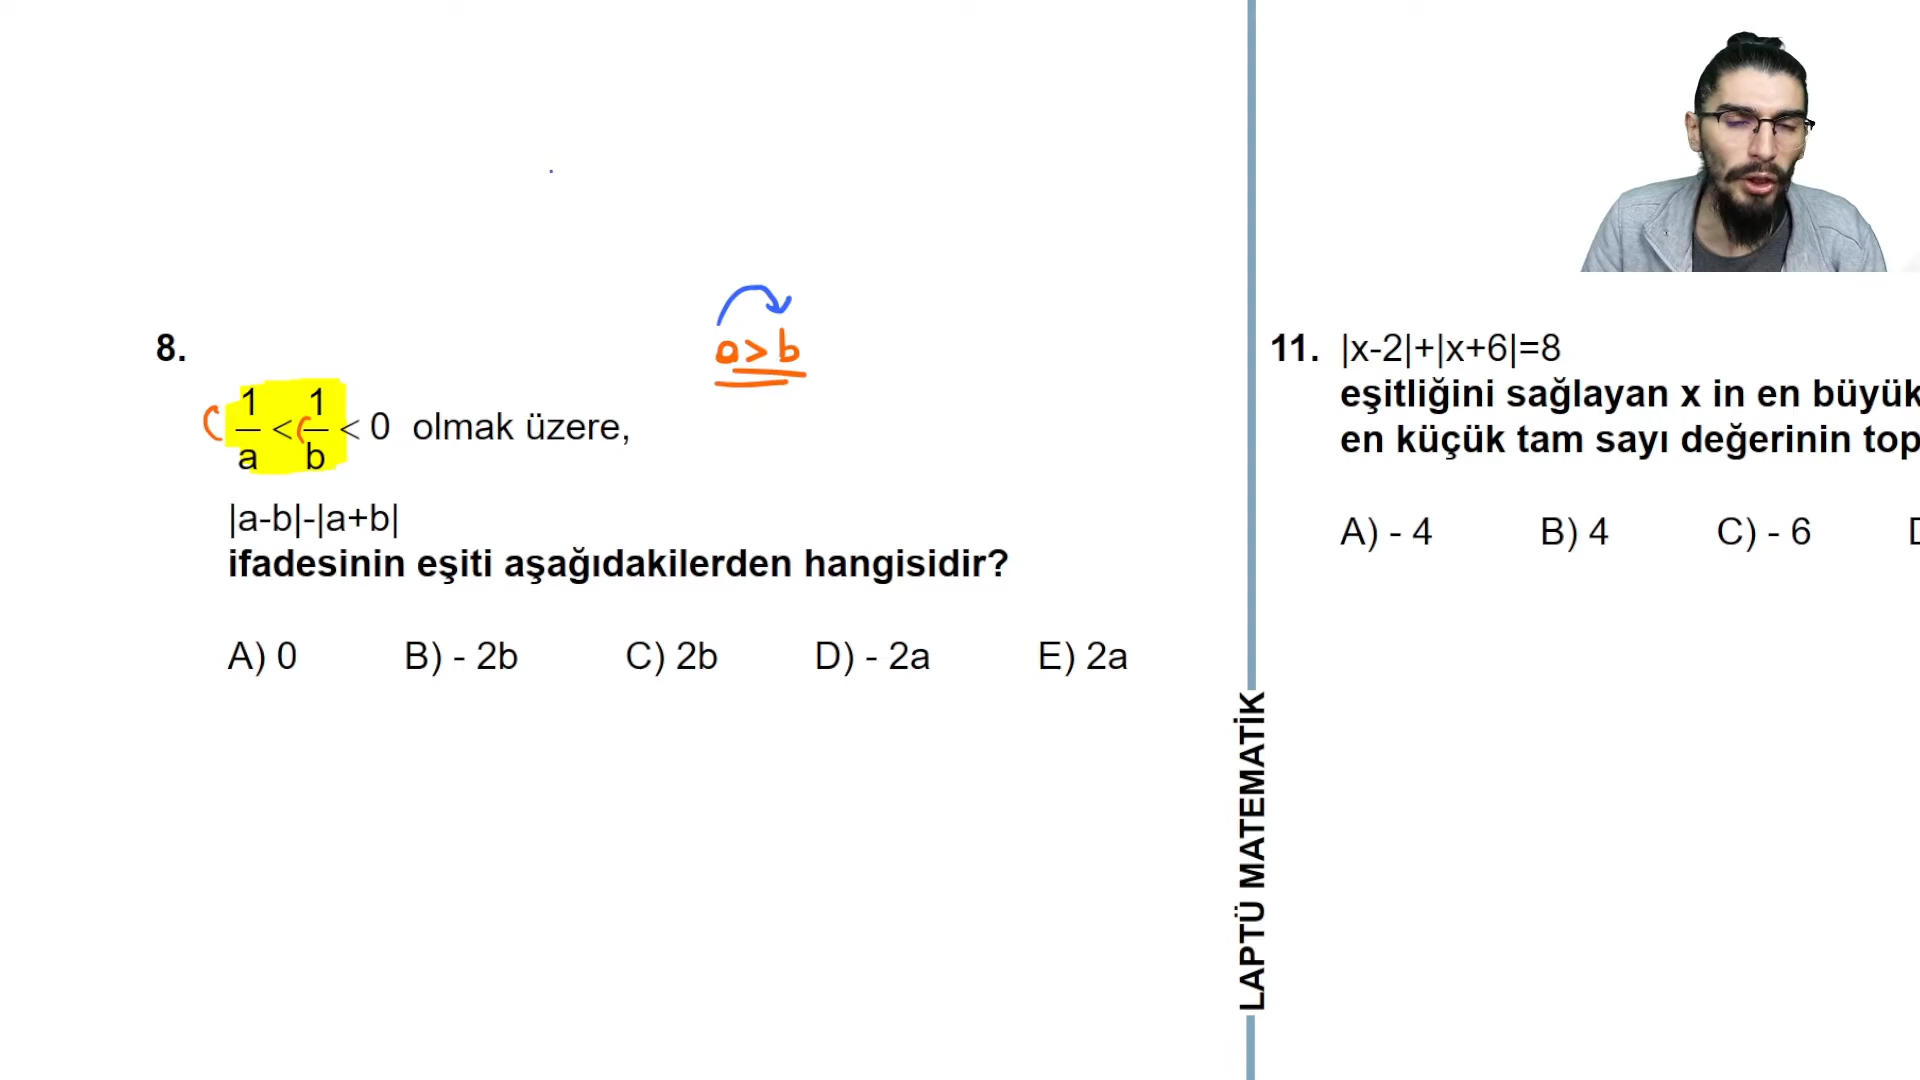 a>b
8.
1/a < 1/b < 0 olmak üzere,
|a-b|-|a+b|
ifadesinin eşiti aşağıdakilerden hangisidir?
A) 0 B) - 2b C) 2b D) - 2a E) 2a
LAPTÜ MATEMATİK
11. |x-2|+|x+6|=8
eşitliğini sağlayan x in en büyük
en küçük tam sayı değerinin top
A) - 4 B) 4 C) - 6